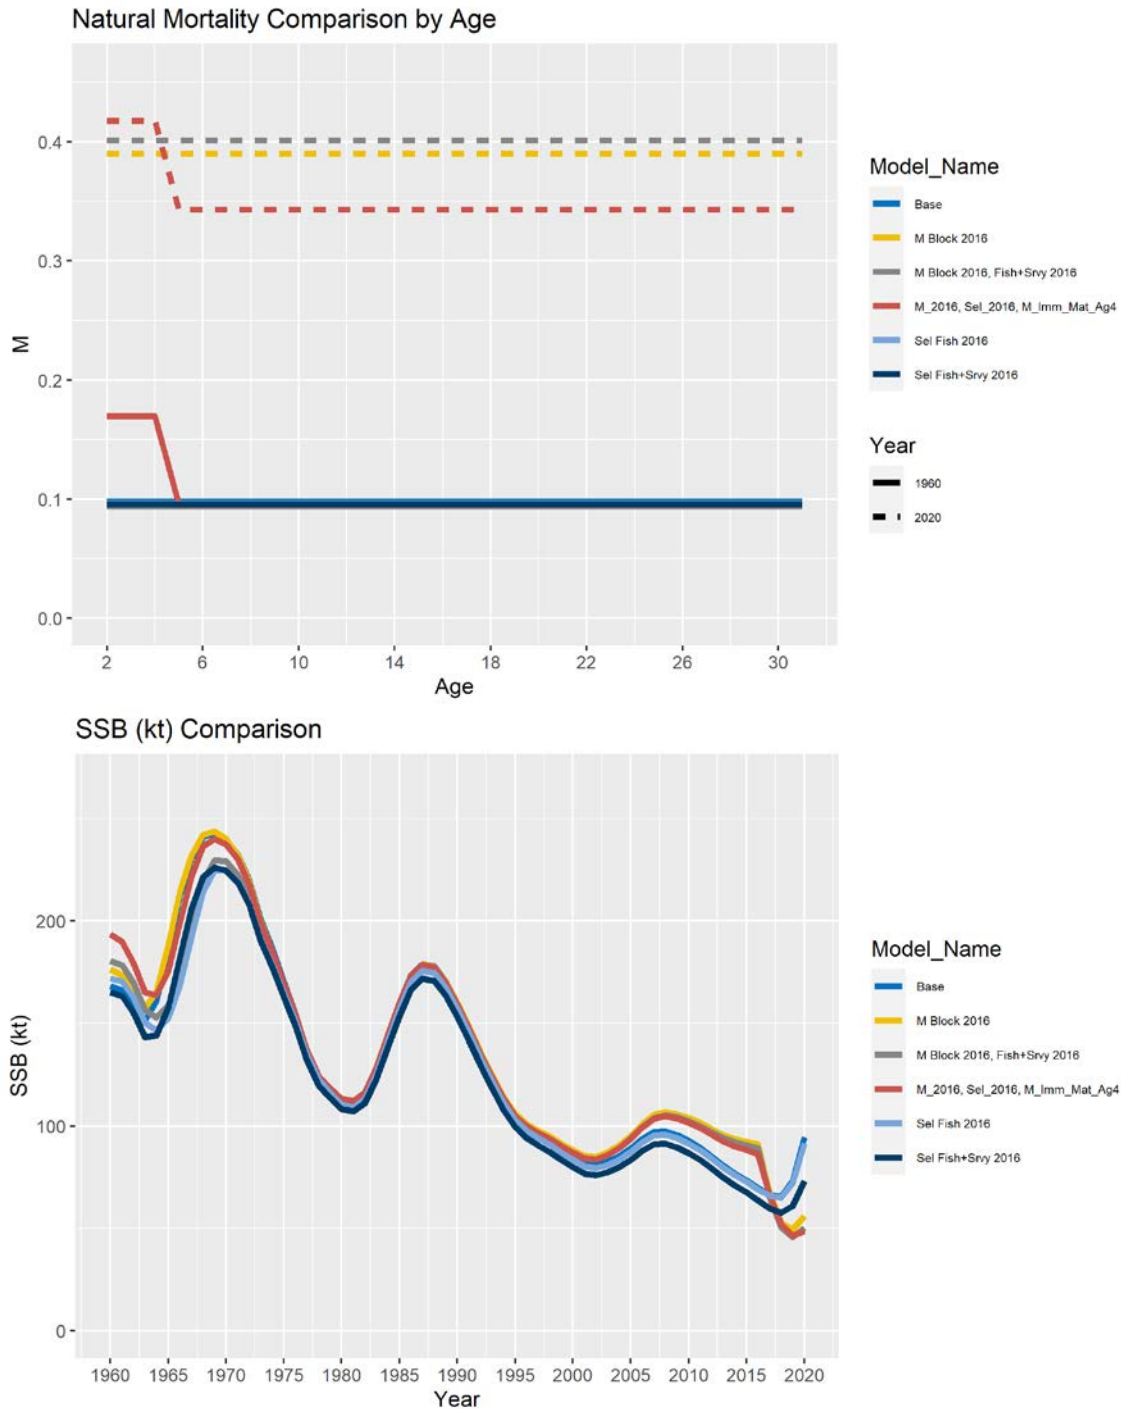 Natural Mortality Comparison by Age
0.4
0.3
0.2
0.1
0.0
M
2 6 10 14 18 22 26 30
Age
Model_Name
Base
M Block 2016
M Block 2016, Fish+Srvy 2016
M_2016, Sel_2016, M_Imm_Mat_Ag4
Sel Fish 2016
Sel Fish+Srvy 2016
Year
1960
2020
SSB (kt) Comparison
200
100
0
SSB (kt)
1960 1965 1970 1975 1980 1985 1990 1995 2000 2005 2010 2015 2020
Year
Model_Name
Base
M Block 2016
M Block 2016, Fish+Srvy 2016
M_2016, Sel_2016, M_Imm_Mat_Ag4
Sel Fish 2016
Sel Fish+Srvy 2016